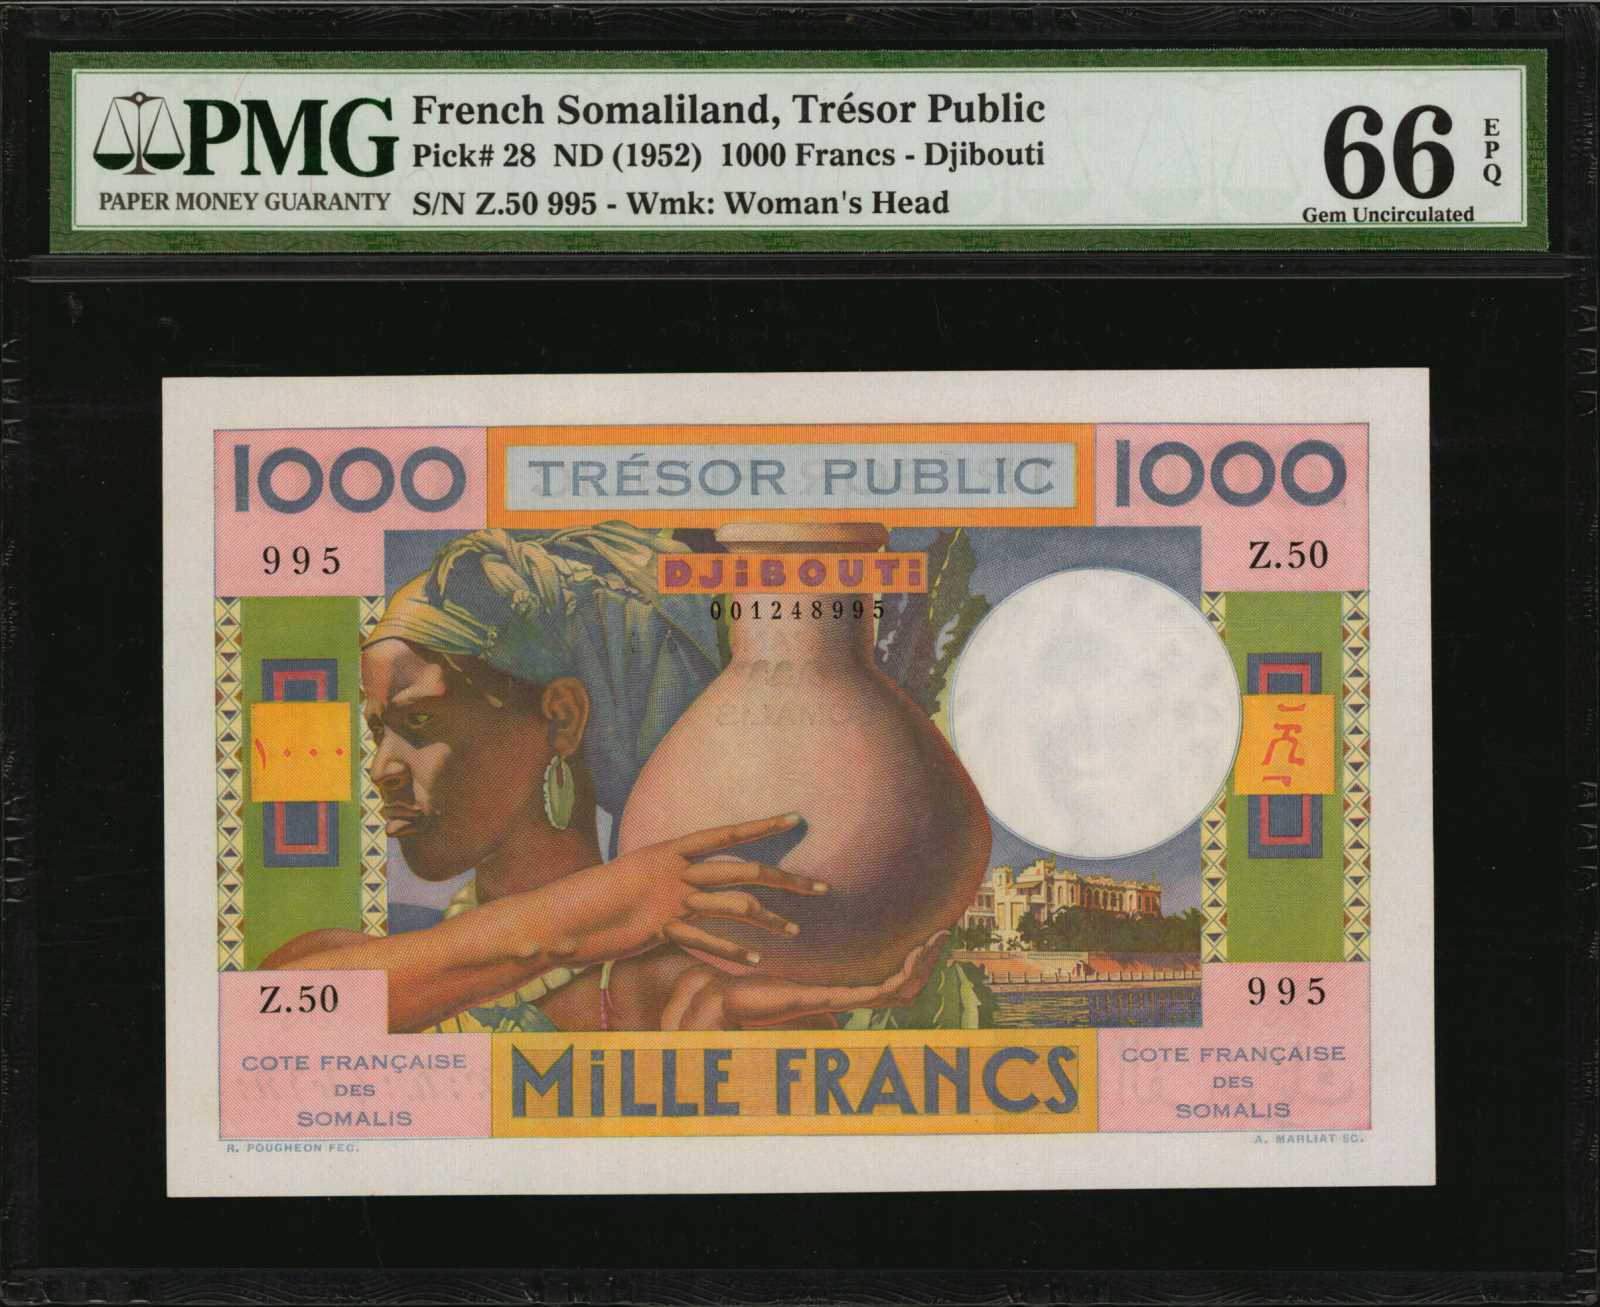 PMG
PAPER MONEY GUARANTY
French Somaliland, Trésor Public
Pick# 28 ND (1952) 1000 Francs - Djibouti
S/N Z.50 995 - Wmk: Woman's Head
66
EPQ
Gem Uncirculated
1000
TRÉSOR PUBLIC
1000
995
Z.50
DJiBOUTi
001248995
١٠٠٠
Z.50
995
COTE FRANÇAISE
DES
SOMALIS
MiLLE FRANCS
COTE FRANÇAISE
DES
SOMALIS
R. POUGHEON FEC.
A. MARLIAT SC.